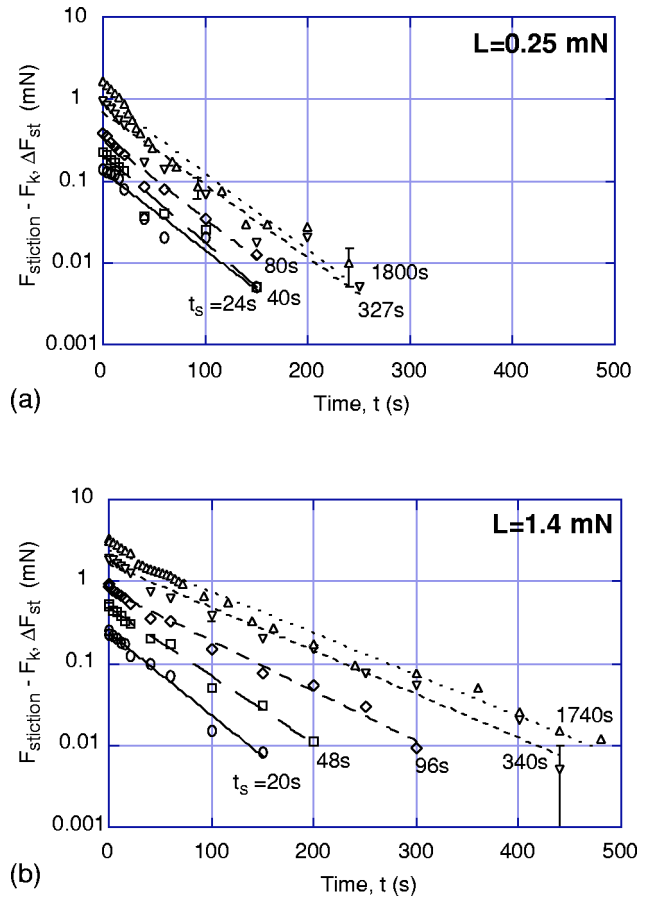 10
L=0.25 mN
1
0.1
0.01
0.001
F_stiction - F_k, ΔF_st (mN)
80s
1800s
t_s =24s
40s
327s
0 100 200 300 400 500
(a)
Time, t (s)
10
L=1.4 mN
1
0.1
0.01
0.001
F_stiction - F_k, ΔF_st (mN)
1740s
48s
96s
340s
t_s =20s
0 100 200 300 400 500
(b)
Time, t (s)